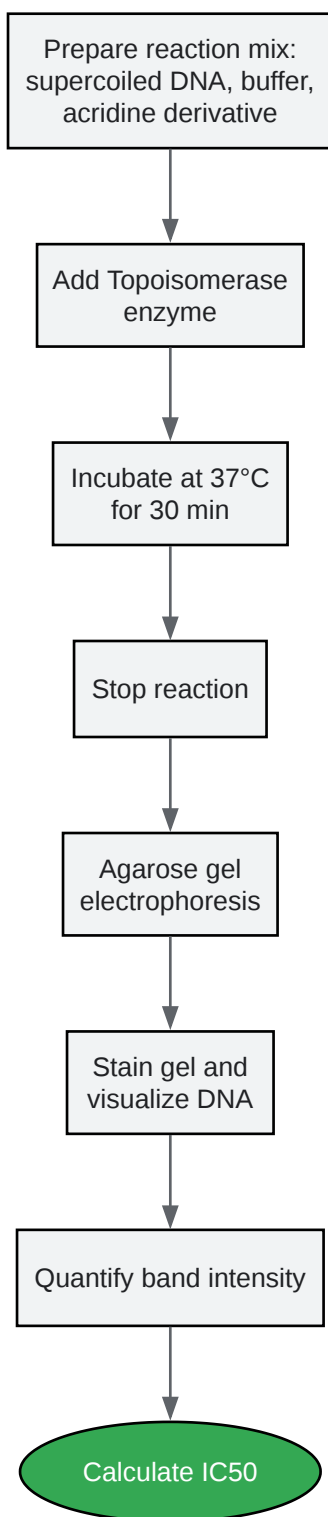 Prepare reaction mix:
supercoiled DNA, buffer,
acridine derivative
Add Topoisomerase
enzyme
Incubate at 37°C
for 30 min
Stop reaction
Agarose gel
electrophoresis
Stain gel and
visualize DNA
Quantify band intensity
Calculate IC50